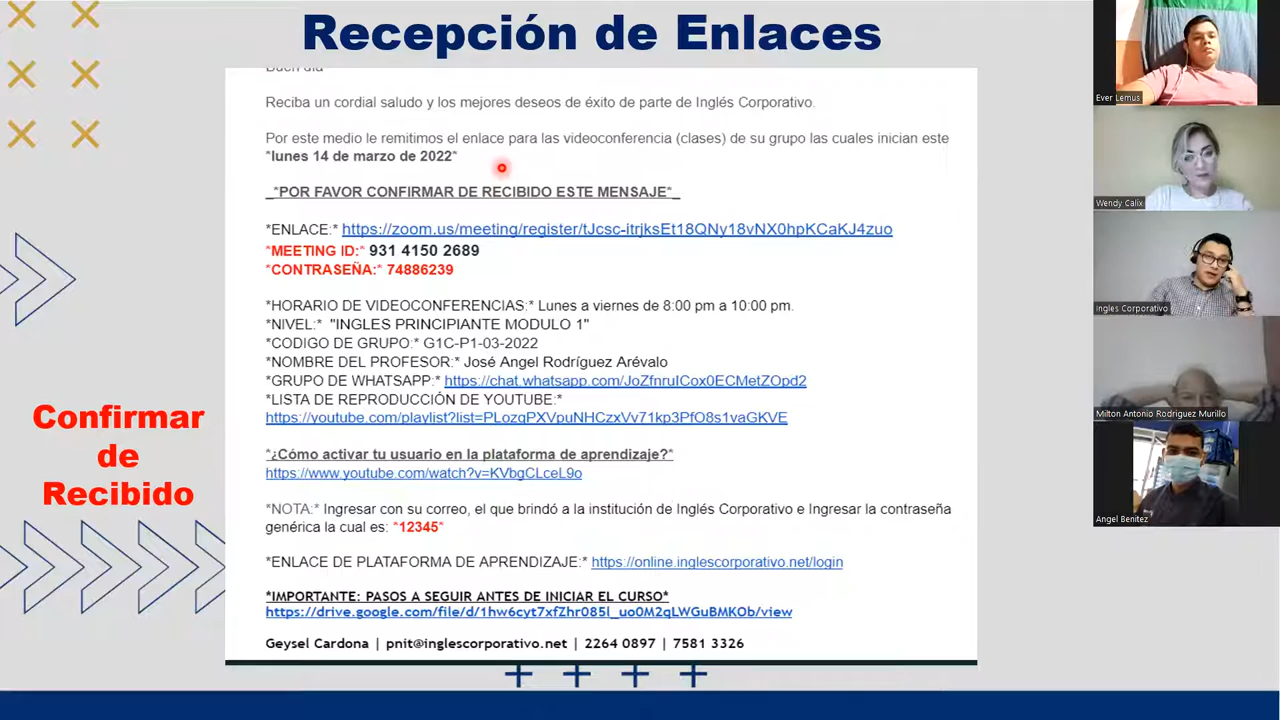 Recepción de Enlaces
Buen día
Reciba un cordial saludo y los mejores deseos de éxito de parte de Inglés Corporativo.
Por este medio le remitimos el enlace para las videoconferencia (clases) de su grupo las cuales inician este
*lunes 14 de marzo de 2022*
_*POR FAVOR CONFIRMAR DE RECIBIDO ESTE MENSAJE*_
*ENLACE:* https://zoom.us/meeting/register/tJcsc-itrjksEt18QNy18vNX0hpKCaKJ4zuo
*MEETING ID:* 931 4150 2689
*CONTRASEÑA:* 74886239
*HORARIO DE VIDEOCONFERENCIAS:* Lunes a viernes de 8:00 pm a 10:00 pm.
*NIVEL:* "INGLES PRINCIPIANTE MODULO 1"
*CODIGO DE GRUPO:* G1C-P1-03-2022
*NOMBRE DEL PROFESOR:* José Angel Rodríguez Arévalo
*GRUPO DE WHATSAPP:* https://chat.whatsapp.com/JoZfnruICox0ECMetZOpd2
*LISTA DE REPRODUCCIÓN DE YOUTUBE:*
https://youtube.com/playlist?list=PLozqPXVpuNHCzxVv71kp3PfO8s1vaGKVE
*¿Cómo activar tu usuario en la plataforma de aprendizaje?*
https://www.youtube.com/watch?v=KVbgCLceL9o
*NOTA:* Ingresar con su correo, el que brindó a la institución de Inglés Corporativo e Ingresar la contraseña
genérica la cual es: *12345*
*ENLACE DE PLATAFORMA DE APRENDIZAJE:* https://online.inglescorporativo.net/login
*IMPORTANTE: PASOS A SEGUIR ANTES DE INICIAR EL CURSO*
https://drive.google.com/file/d/1hw6cyt7xfZhr085l_uo0M2qLWGuBMKOb/view
Geysel Cardona | pnit@inglescorporativo.net | 2264 0897 | 7581 3326
Confirmar
de
Recibido
Ever Lemus
Wendy Calix
Ingles Corporativo
Milton Antonio Rodriguez Murillo
Angel Benitez